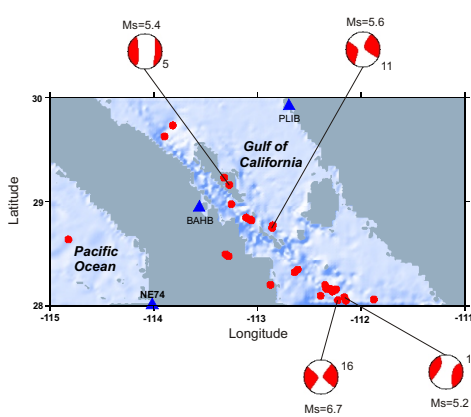 Ms=5.4
Ms=5.6
5
11
30
PLIB
Gulf of
California
Latitude
29
BAHB
Pacific
Ocean
NE74
28
-115
-114
-113
-112
-111
Longitude
16
1
Ms=6.7
Ms=5.2